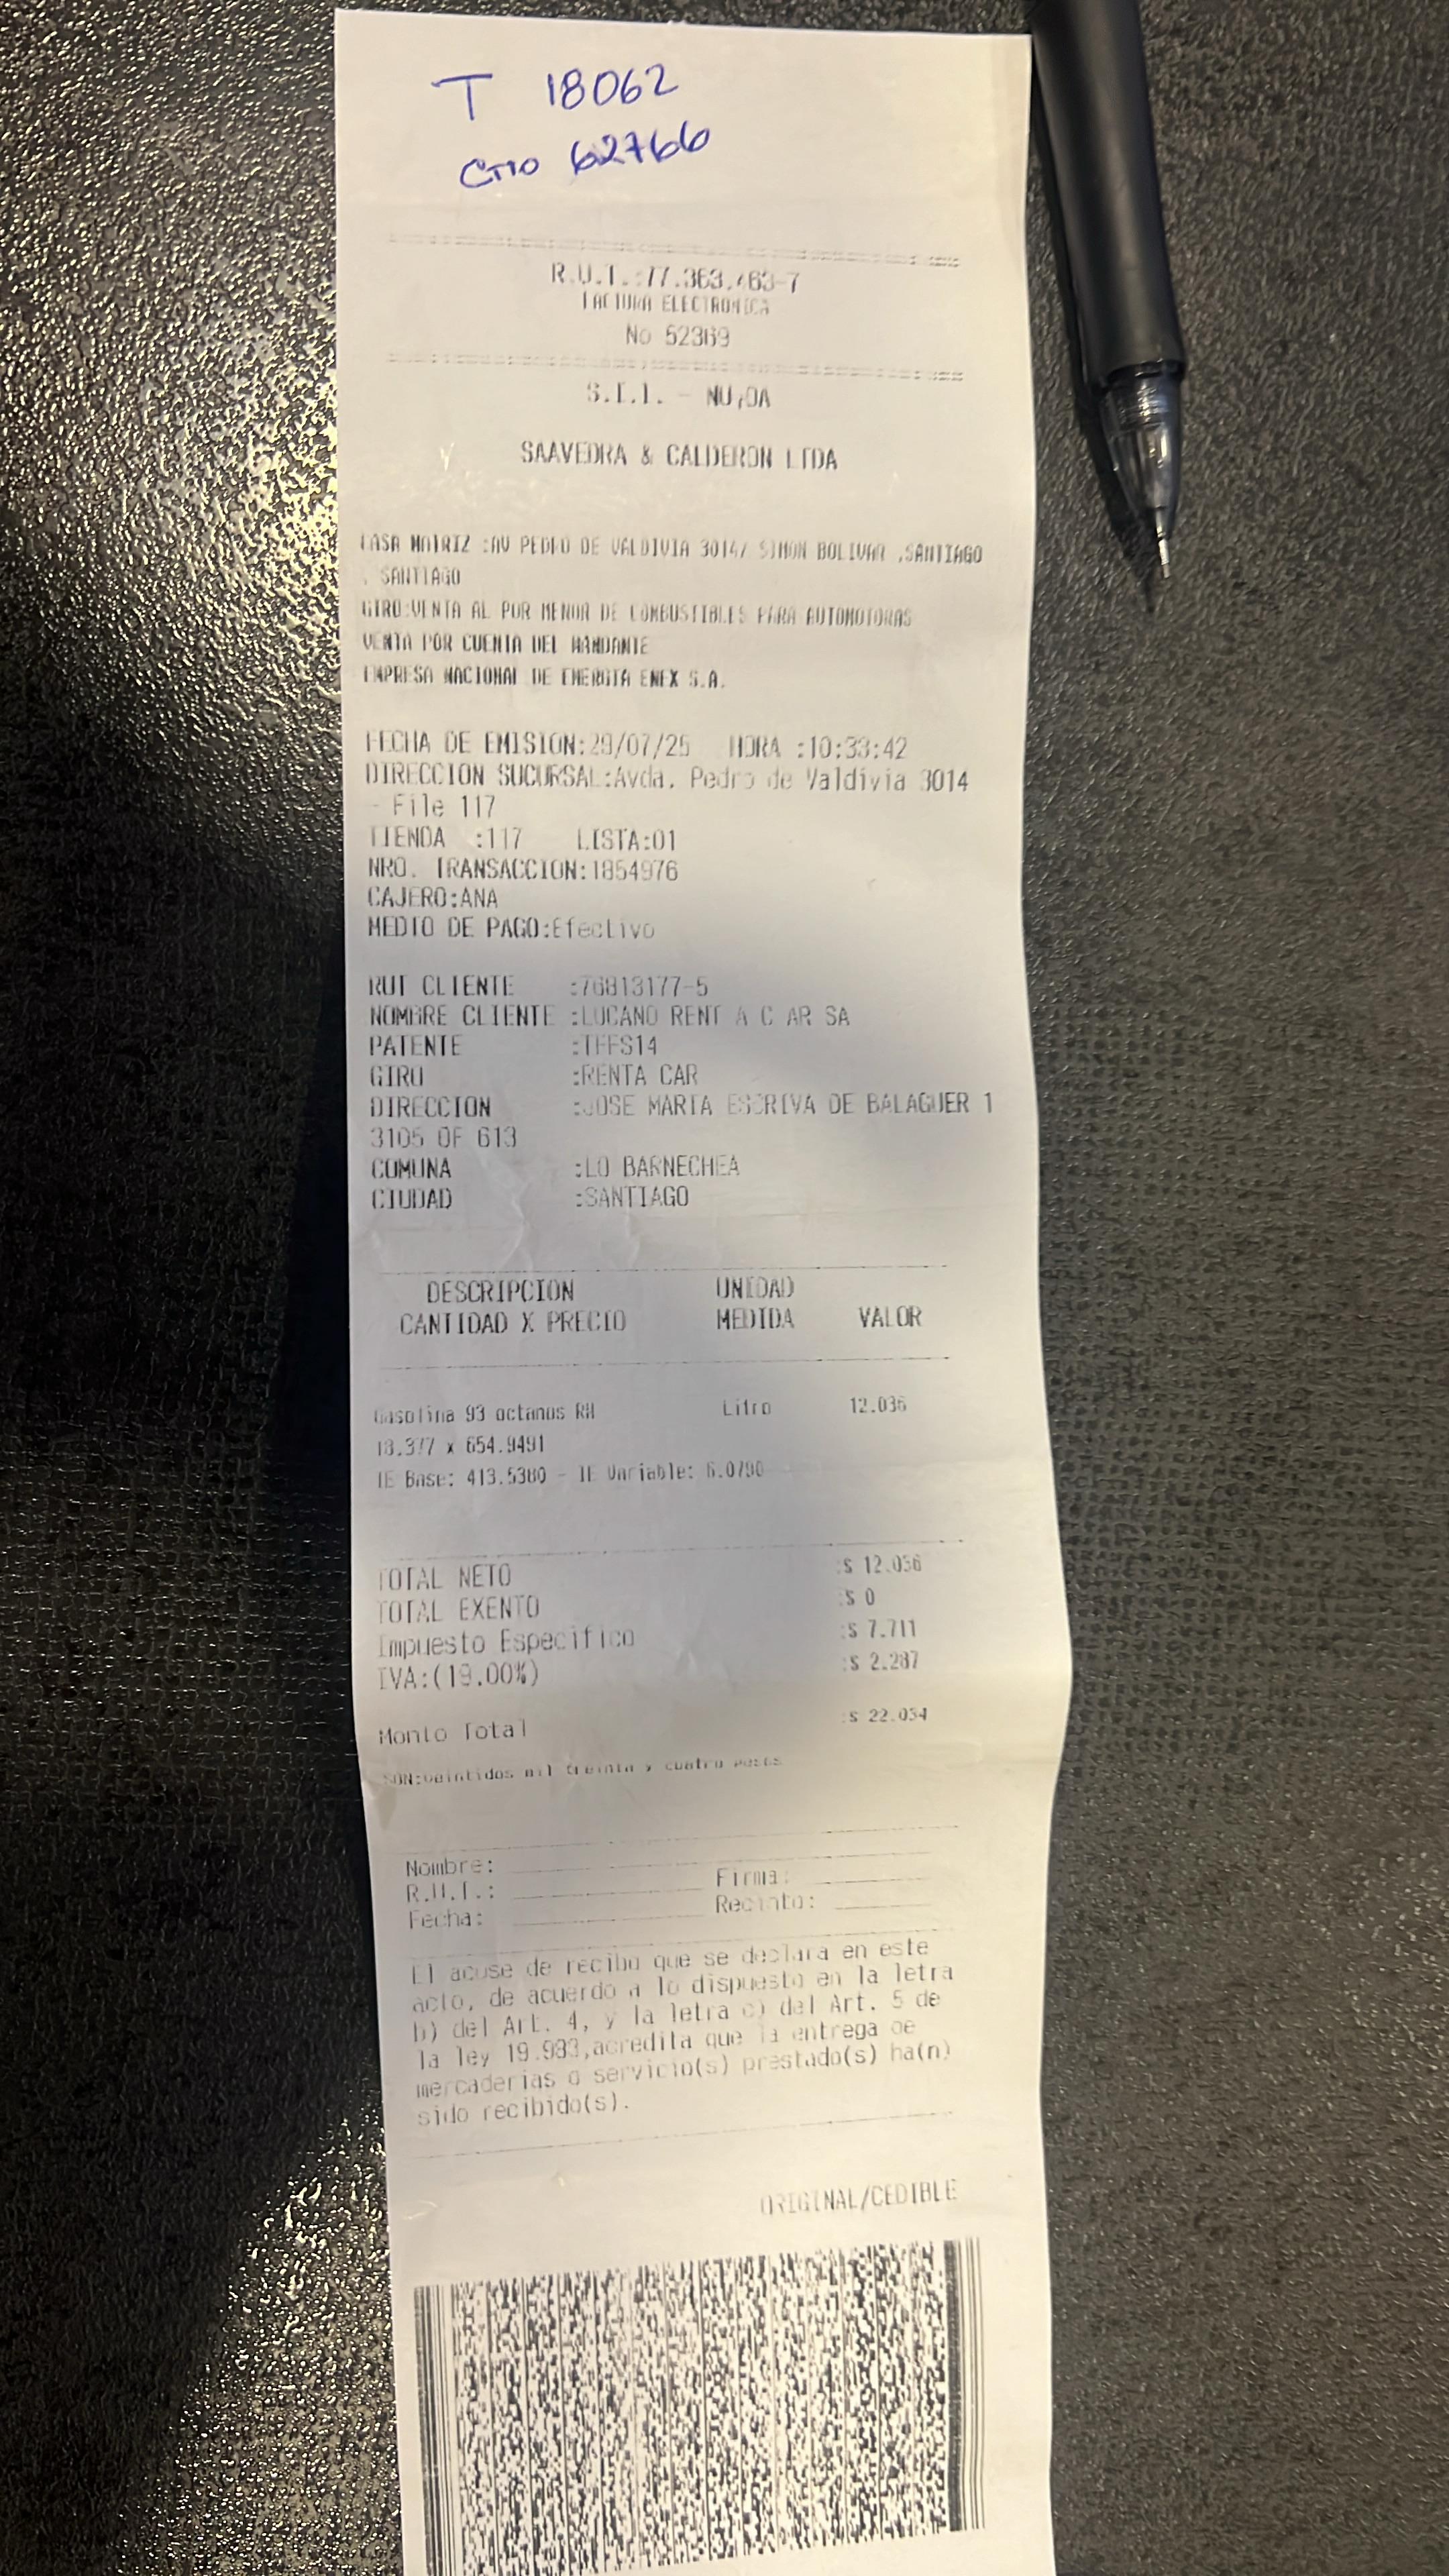 T 18062
CTTO 62766
R.U.T.:77.363.463-7
FACTURA ELECTRONICA
No 52369
S.I.I. - NUÑOA
SAAVEDRA & CALDERON LTDA
CASA MATRIZ :AV PEDRO DE VALDIVIA 3014/ SIMON BOLIVAR ,SANTIAGO
, SANTIAGO
GIRO:VENTA AL POR MENOR DE COMBUSTIBLES PARA AUTOMOTORAS
VENTA POR CUENTA DEL MANDANTE
EMPRESA NACIONAL DE ENERGIA ENEX S.A.
FECHA DE EMISION:29/07/25 HORA :10:33:42
DIRECCION SUCURSAL:Avda. Pedro de Valdivia 3014
- File 117
TIENDA :117 LISTA:01
NRO. TRANSACCION:1854976
CAJERO:ANA
MEDIO DE PAGO:Efectivo
RUT CLIENTE :76813177-5
NOMBRE CLIENTE :LUCANO RENT A C AR SA
PATENTE :TFFS14
GIRO :RENTA CAR
DIRECCION :JOSE MARIA ESCRIVA DE BALAGUER 1
3105 OF 613
COMUNA :LO BARNECHEA
CIUDAD :SANTIAGO
DESCRIPCION UNIDAD
CANTIDAD X PRECIO MEDIDA VALOR
Gasolina 93 octanos RM Litro 12.036
18.377 x 654.9491
IE Base: 413.5380 - IE Variable: 6.0790
TOTAL NETO :$ 12.036
TOTAL EXENTO :$ 0
Impuesto Especifico :$ 7.711
IVA:(19.00%) :$ 2.287
Monto Total :$ 22.034
SON:veintidos mil treinta y cuatro pesos
Nombre:
R.U.T.: Firma:
Fecha: Recinto:
El acuse de recibo que se declara en este
acto, de acuerdo a lo dispuesto en la letra
b) del Art. 4, y la letra c) del Art. 5 de
la ley 19.983,acredita que la entrega de
mercaderias o servicio(s) prestado(s) ha(n)
sido recibido(s).
ORIGINAL/CEDIBLE